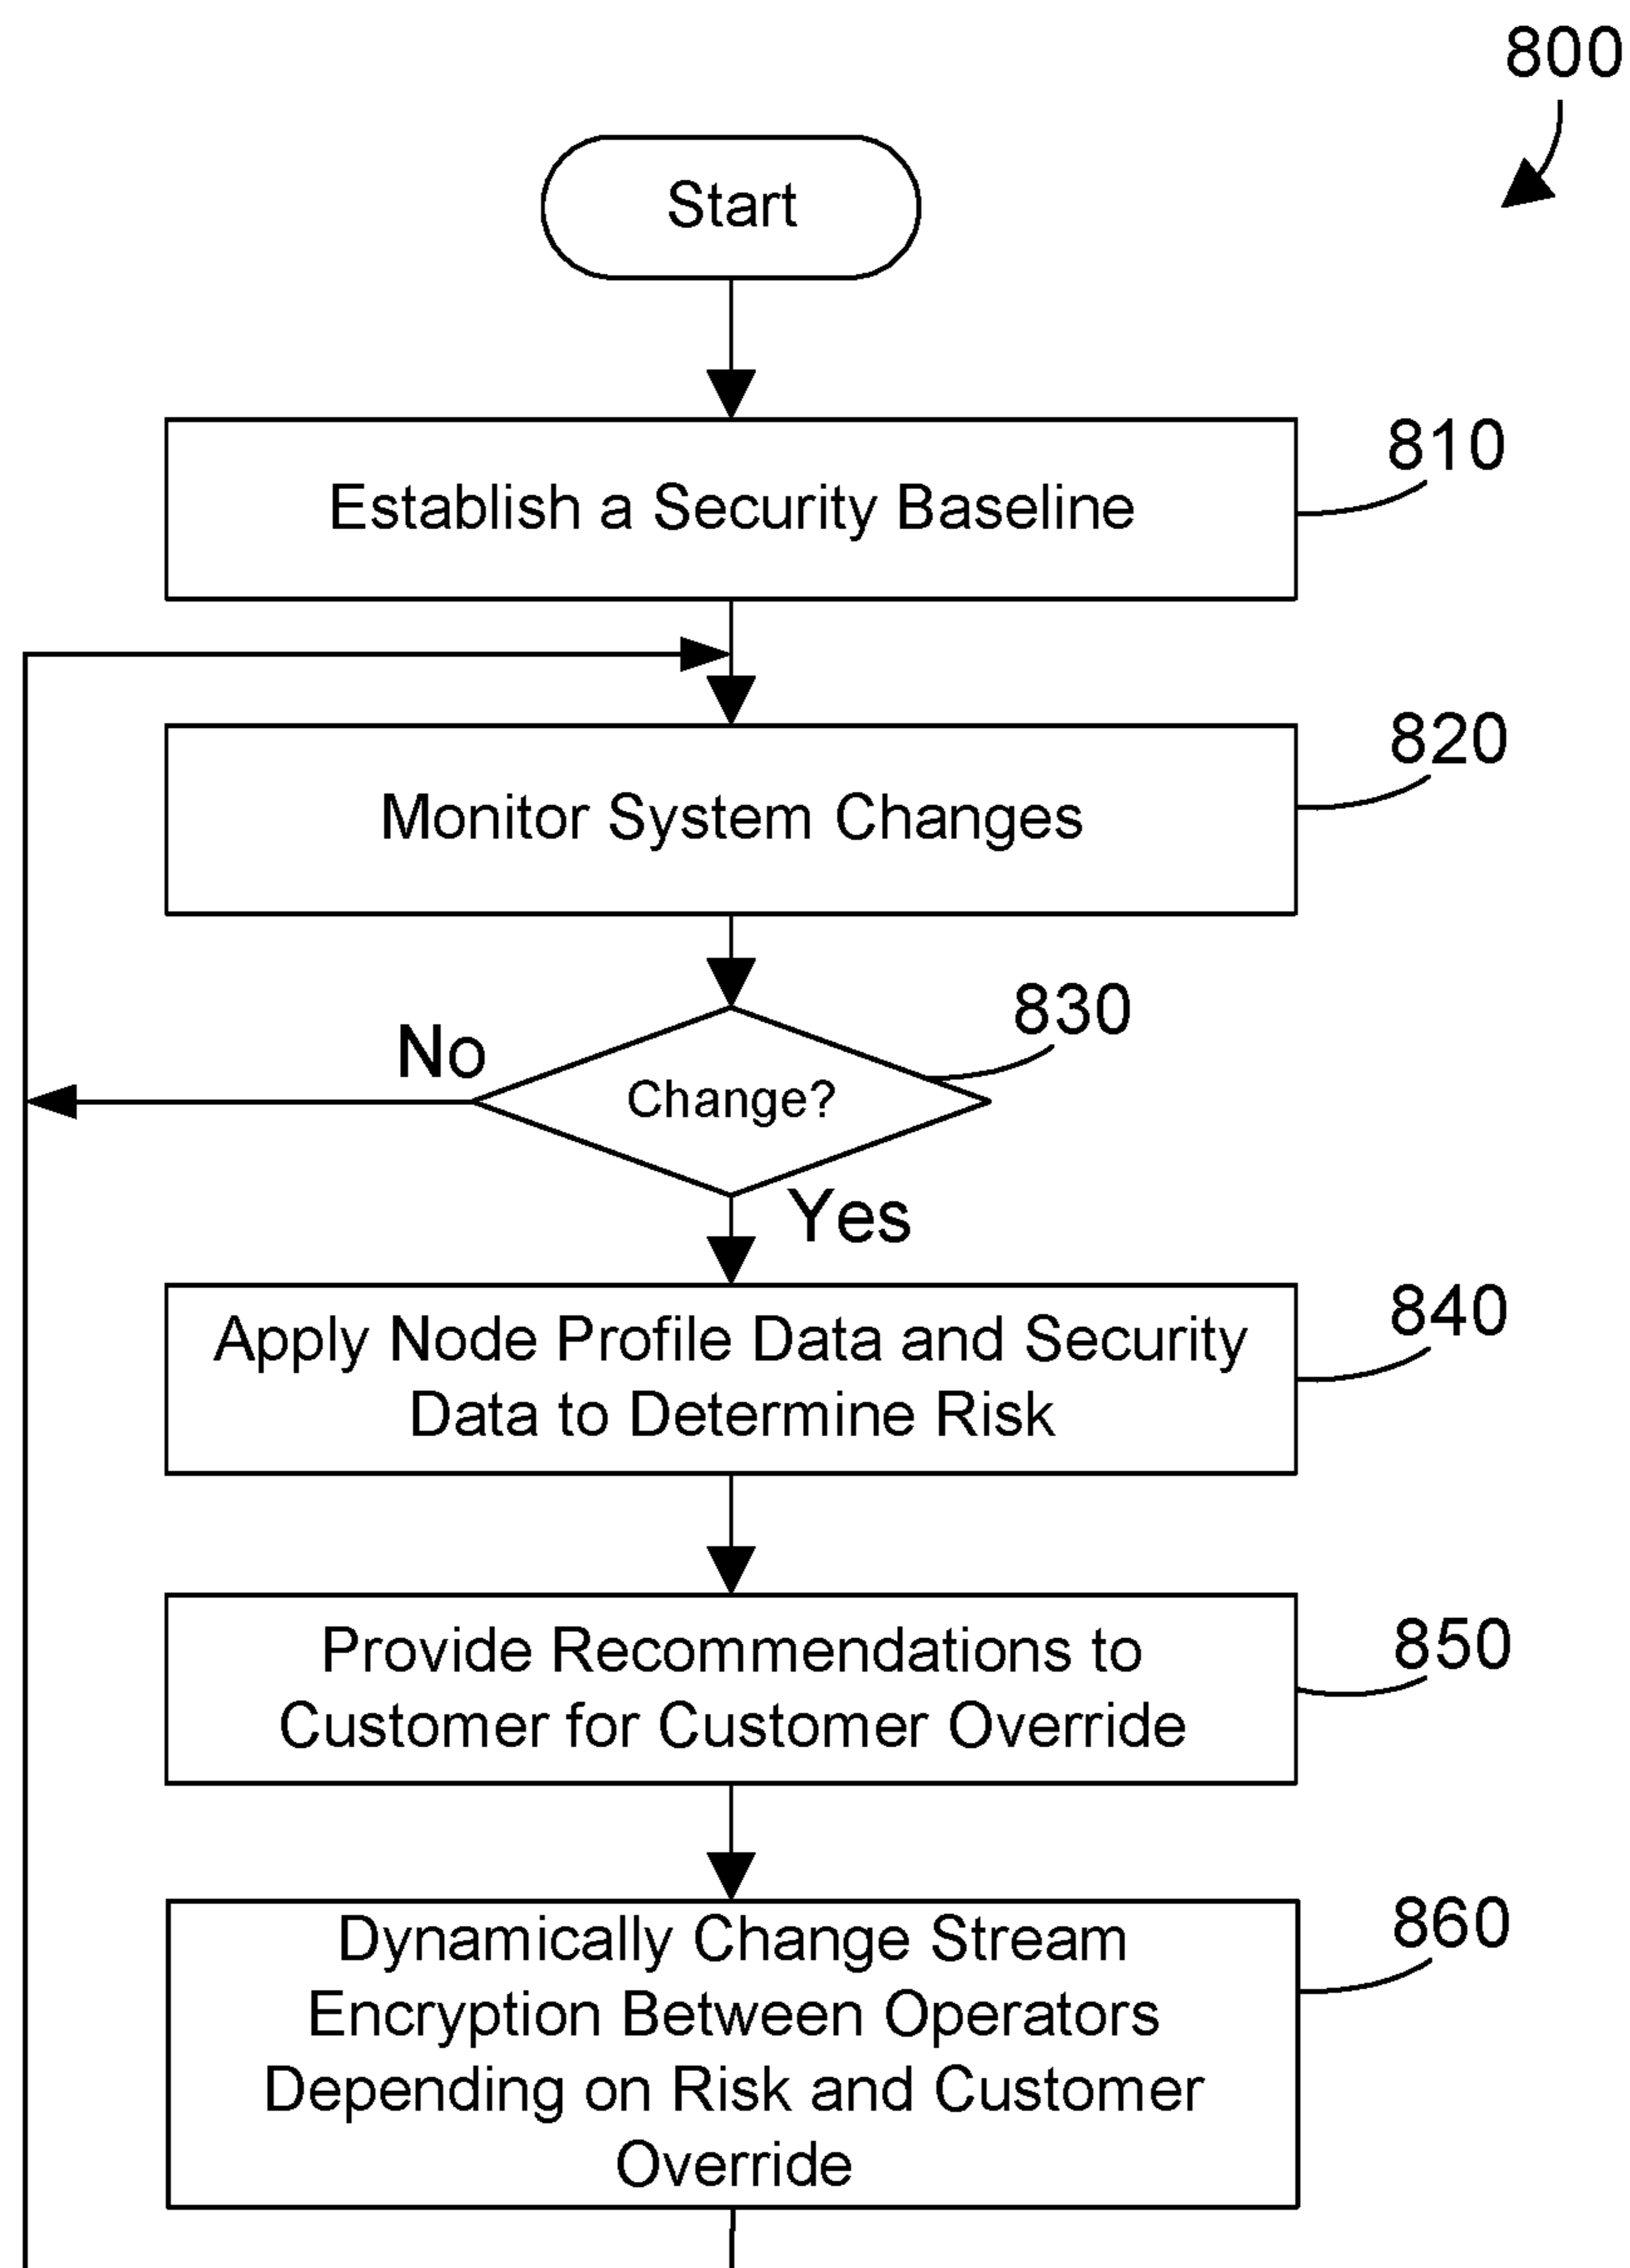 800
Start
810
Establish a Security Baseline
820
Monitor System Changes
830
No
Change?
Yes
840
Apply Node Profile Data and Security
Data to Determine Risk
850
Provide Recommendations to
Customer for Customer Override
860
Dynamically Change Stream
Encryption Between Operators
Depending on Risk and Customer
Override